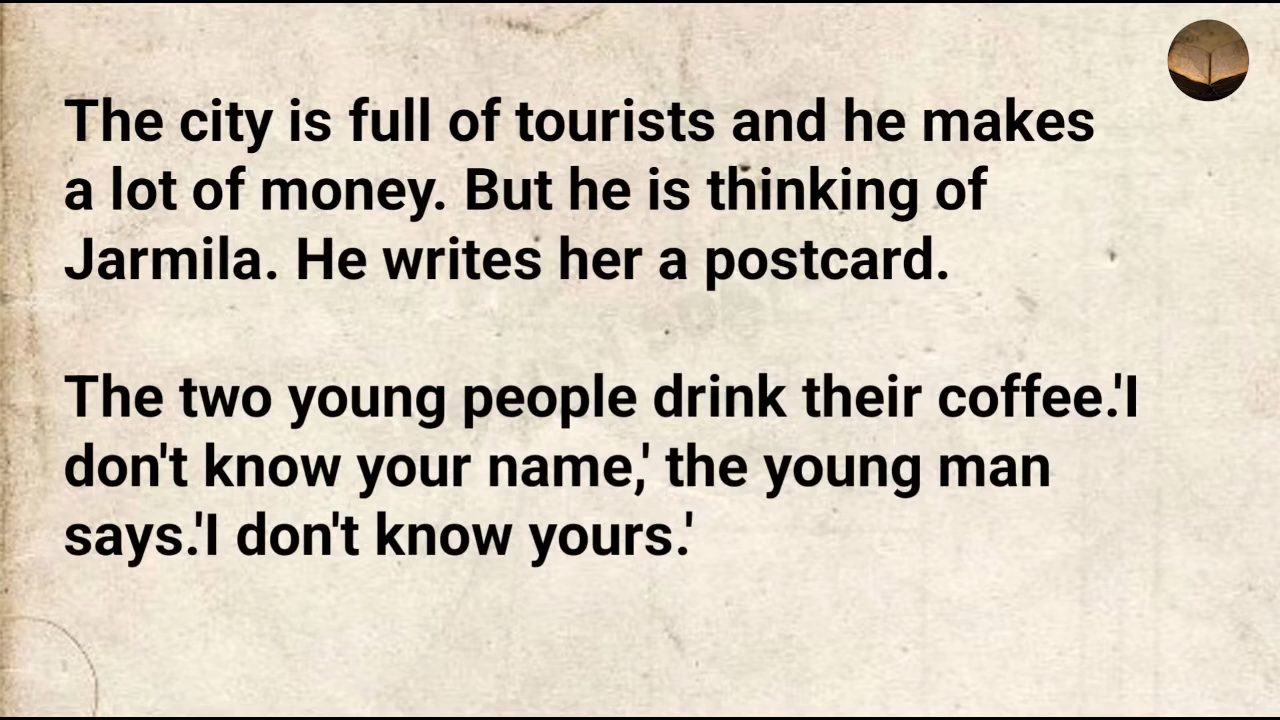 The city is full of tourists and he makes
a lot of money. But he is thinking of
Jarmila. He writes her a postcard.
The two young people drink their coffee.'I
don't know your name,' the young man
says.'I don't know yours.'